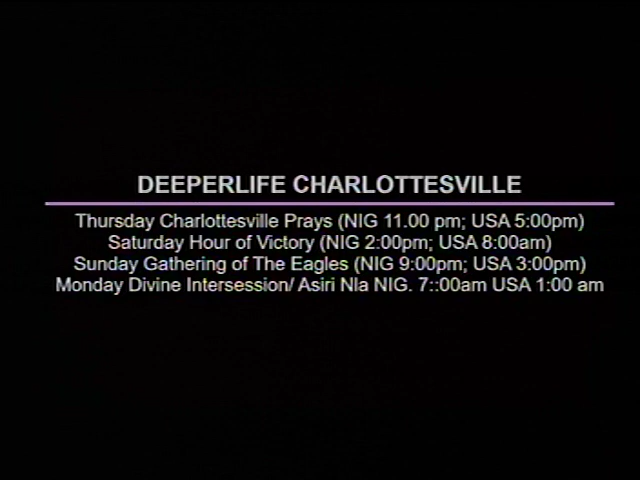 DEEPERLIFE CHARLOTTESVILLE
Thursday Charlottesville Prays (NIG 11.00 pm; USA 5:00pm)
Saturday Hour of Victory (NIG 2:00pm; USA 8:00am)
Sunday Gathering of The Eagles (NIG 9:00pm; USA 3:00pm)
Monday Divine Intersession/ Asiri Nla NIG. 7::00am USA 1:00 am